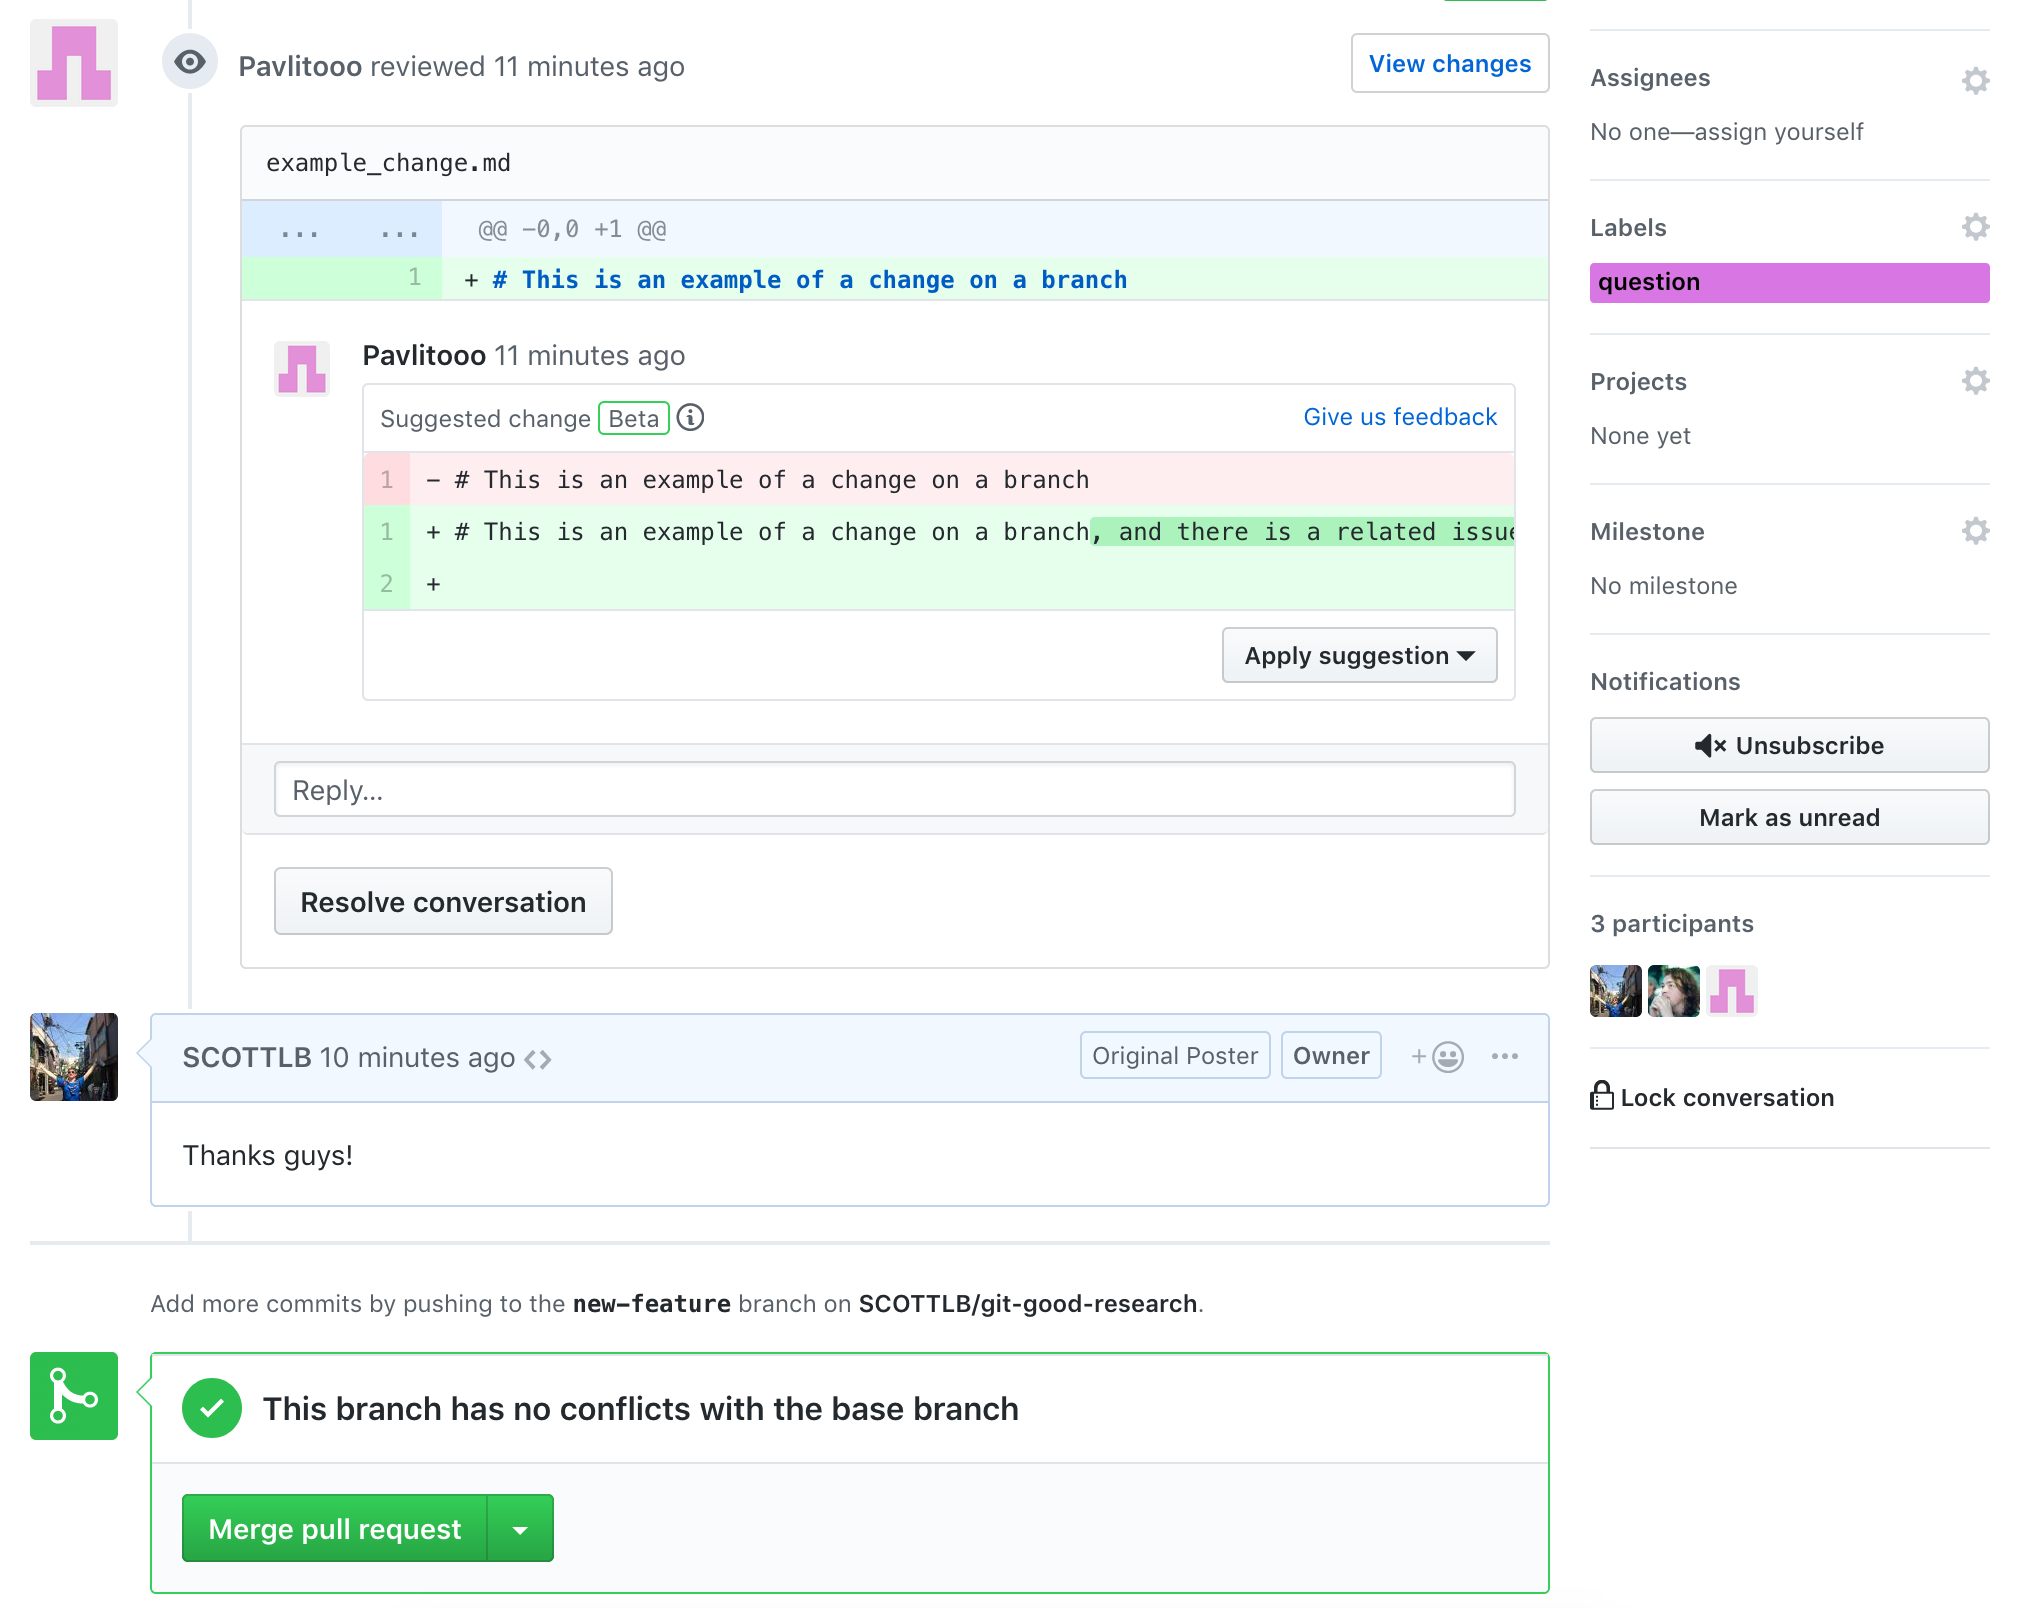 Pavlitooo reviewed 11 minutes ago
View changes
example_change.md
... ... @@ -0,0 +1 @@
1 + # This is an example of a change on a branch
Pavlitooo 11 minutes ago
Suggested change Beta
Give us feedback
1 - # This is an example of a change on a branch
1 + # This is an example of a change on a branch, and there is a related issue
2 +
Apply suggestion
Reply...
Resolve conversation
SCOTTLB 10 minutes ago
Original Poster
Owner
Thanks guys!
Add more commits by pushing to the new-feature branch on SCOTTLB/git-good-research.
This branch has no conflicts with the base branch
Merge pull request
Assignees
No one—assign yourself
Labels
question
Projects
None yet
Milestone
No milestone
Notifications
Unsubscribe
Mark as unread
3 participants
Lock conversation